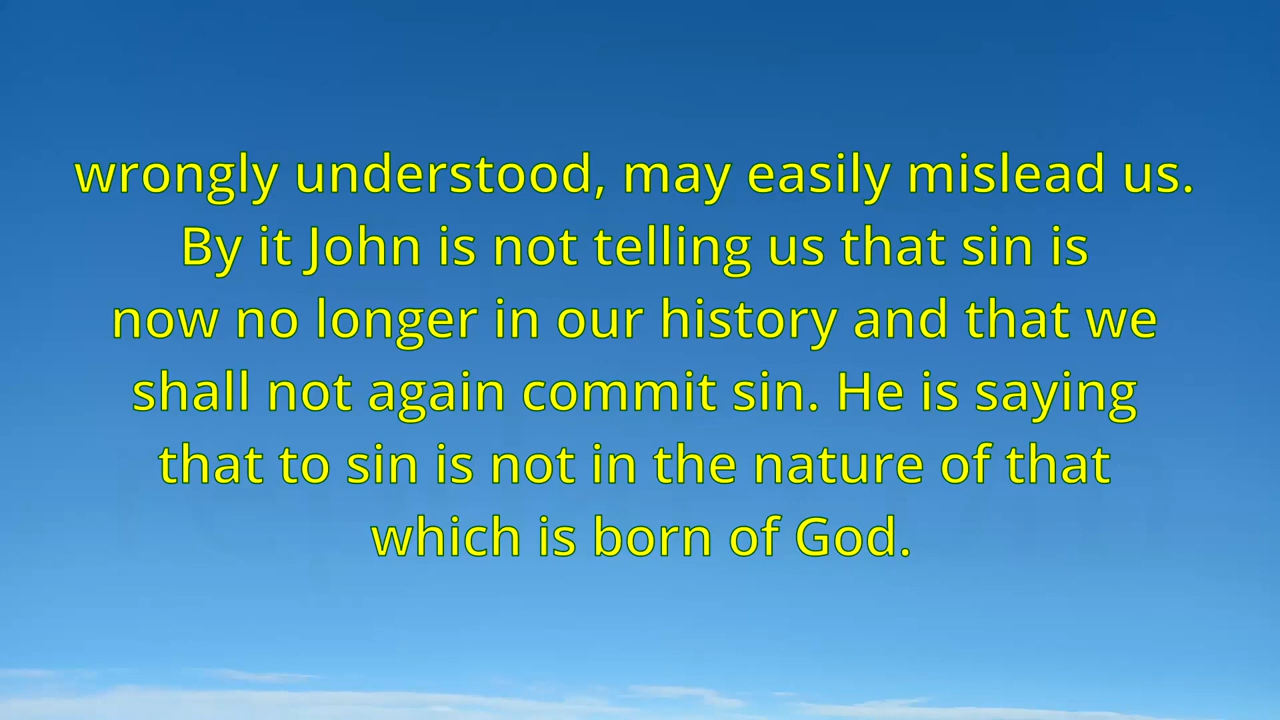 wrongly understood, may easily mislead us.
By it John is not telling us that sin is
now no longer in our history and that we
shall not again commit sin. He is saying
that to sin is not in the nature of that
which is born of God.